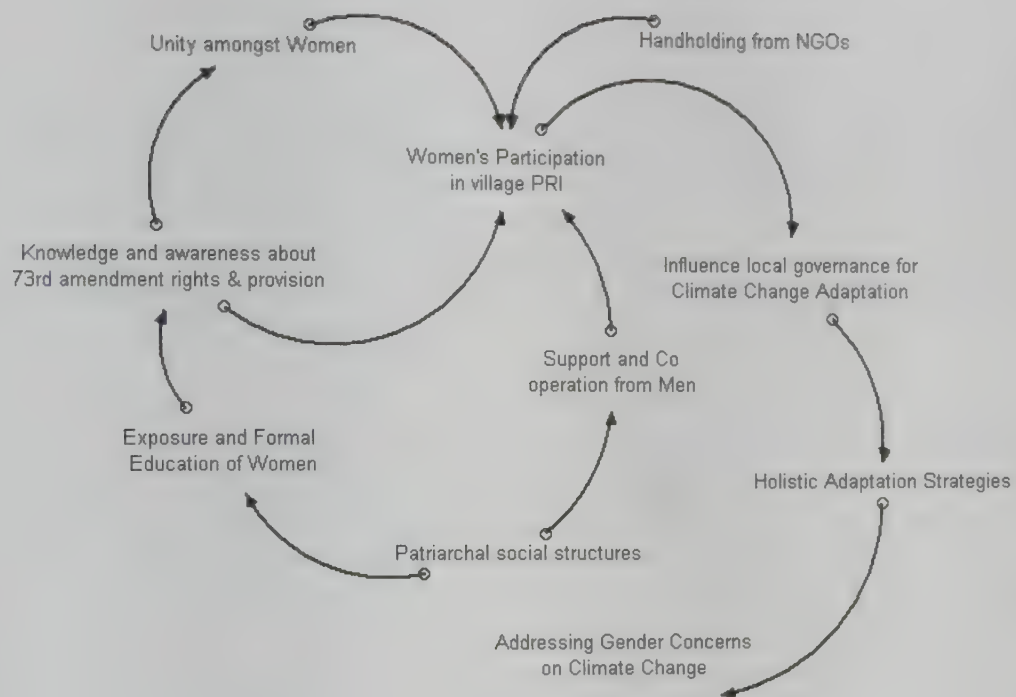 Unity amongst Women
Handholding from NGOs
Women's Participation
in village PRI
Knowledge and awareness about
73rd amendment rights & provision
Influence local governance for
Climate Change Adaptation
Support and Co
operation from Men
Exposure and Formal
Education of Women
Holistic Adaptation Strategies
Patriarchal social structures
Addressing Gender Concerns
on Climate Change